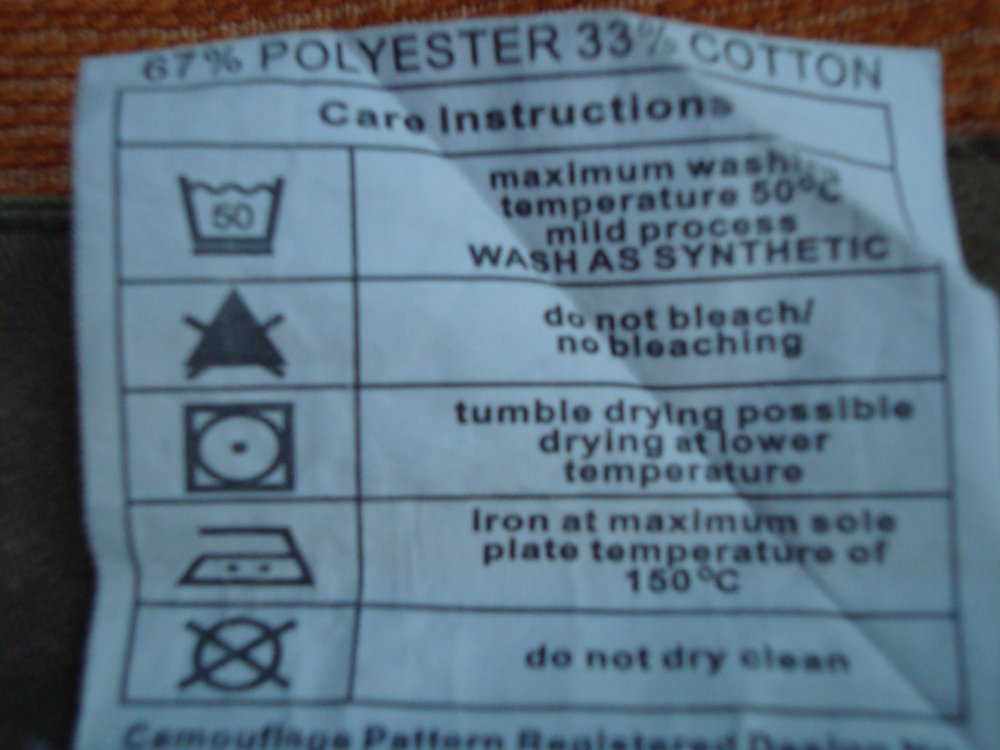 67% POLYESTER 33% COTTON
Care Instructions
50
maximum washing
temperature 50°C
mild process
WASH AS SYNTHETIC
do not bleach/
no bleaching
tumble drying possible
drying at lower
temperature
Iron at maximum sole
plate temperature of
150°C
do not dry clean
Camouflage Pattern Registered Design